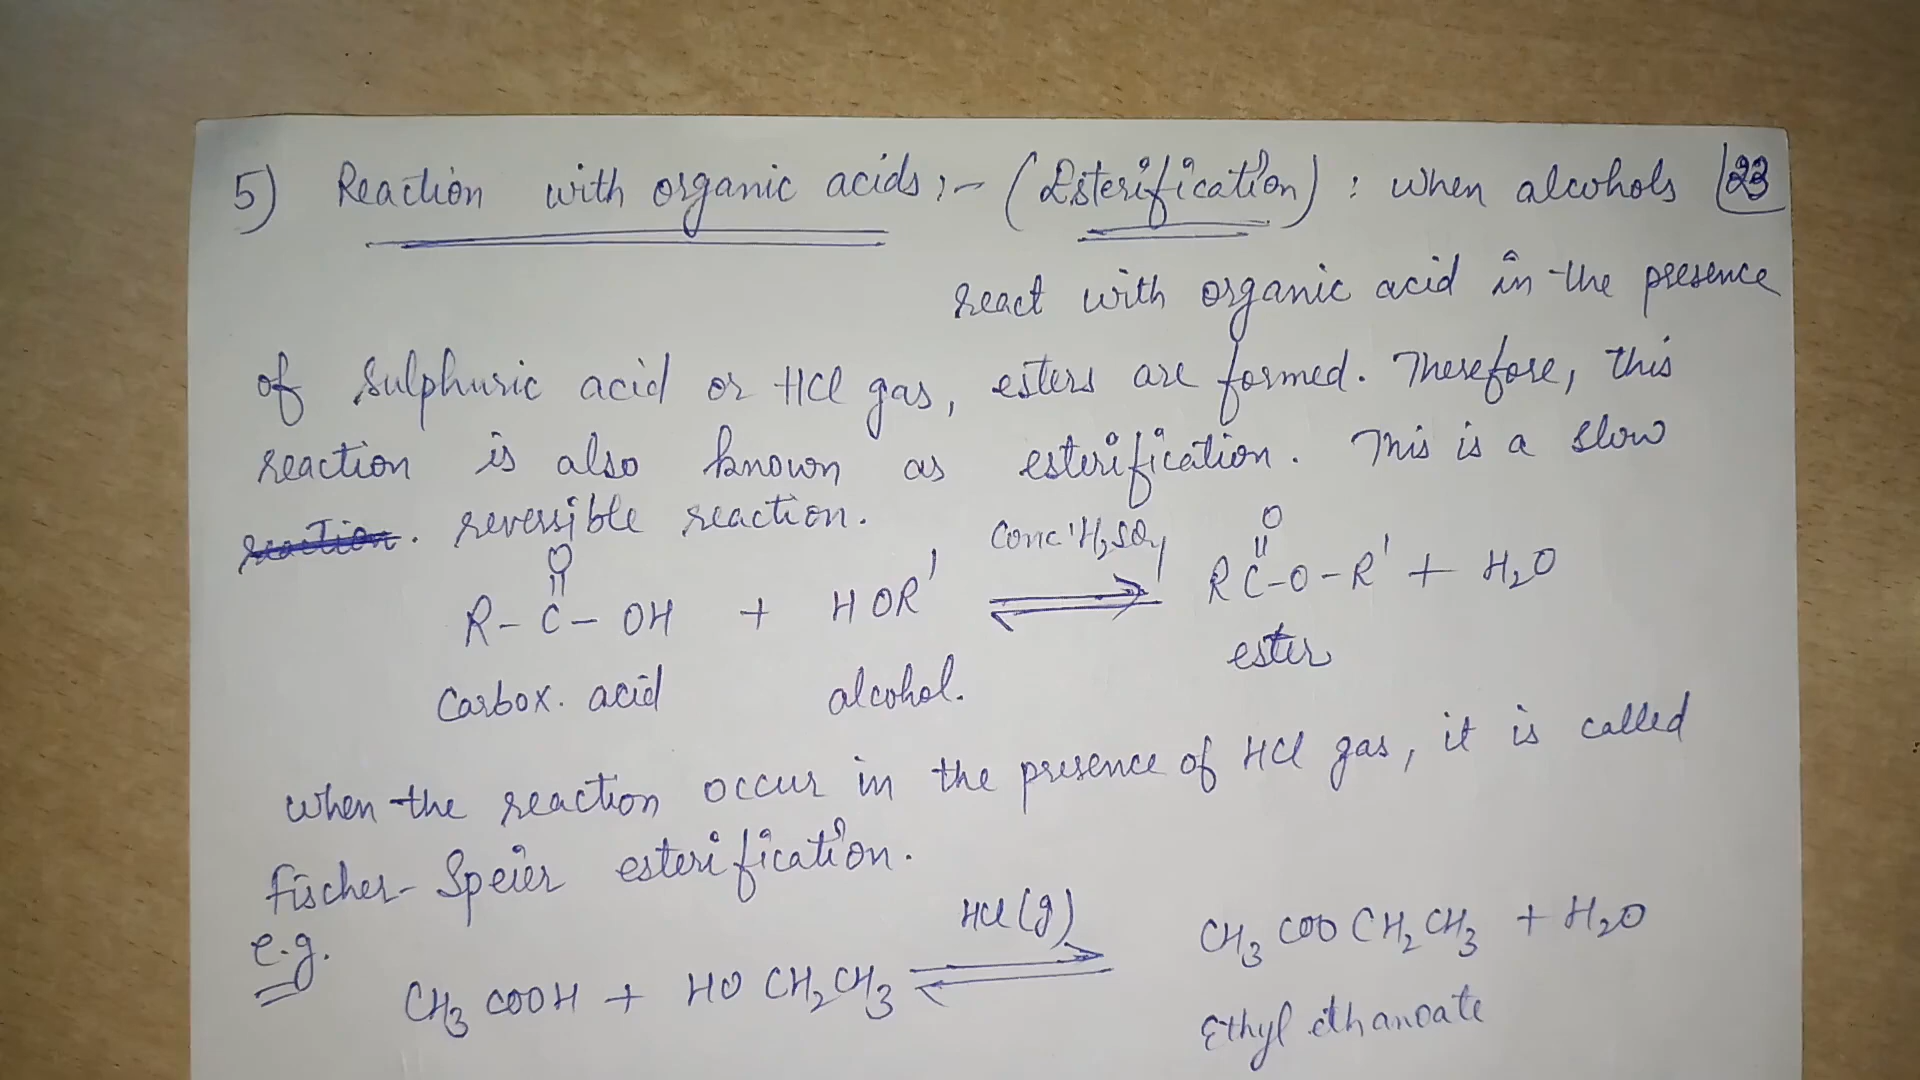 5) Reaction with organic acids :- (Esterification) : when alcohols 23
react with organic acid in the presence
of Sulphuric acid or HCl gas, esters are formed. Therefore, this
reaction is also known as esterification. This is a slow
reaction. reversible reaction.
R-C(=O)-OH + HOR' ⇌ RC(=O)-O-R' + H₂O
Conc. H₂SO₄
Carbox. acid alcohol. ester
when the reaction occur in the presence of HCl gas, it is called
Fischer-Speier esterification.
e.g.
CH₃COOH + HOCH₂CH₃ ⇌ CH₃COOCH₂CH₃ + H₂O
HCl(g)
Ethyl ethanoate